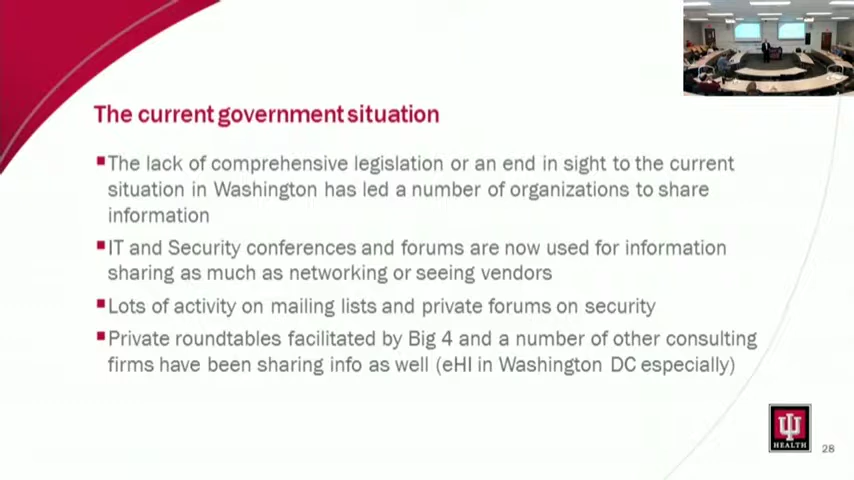 The current government situation
The lack of comprehensive legislation or an end in sight to the current
situation in Washington has led a number of organizations to share
information
IT and Security conferences and forums are now used for information
sharing as much as networking or seeing vendors
Lots of activity on mailing lists and private forums on security
Private roundtables facilitated by Big 4 and a number of other consulting
firms have been sharing info as well (eHI in Washington DC especially)
IU
HEALTH
28